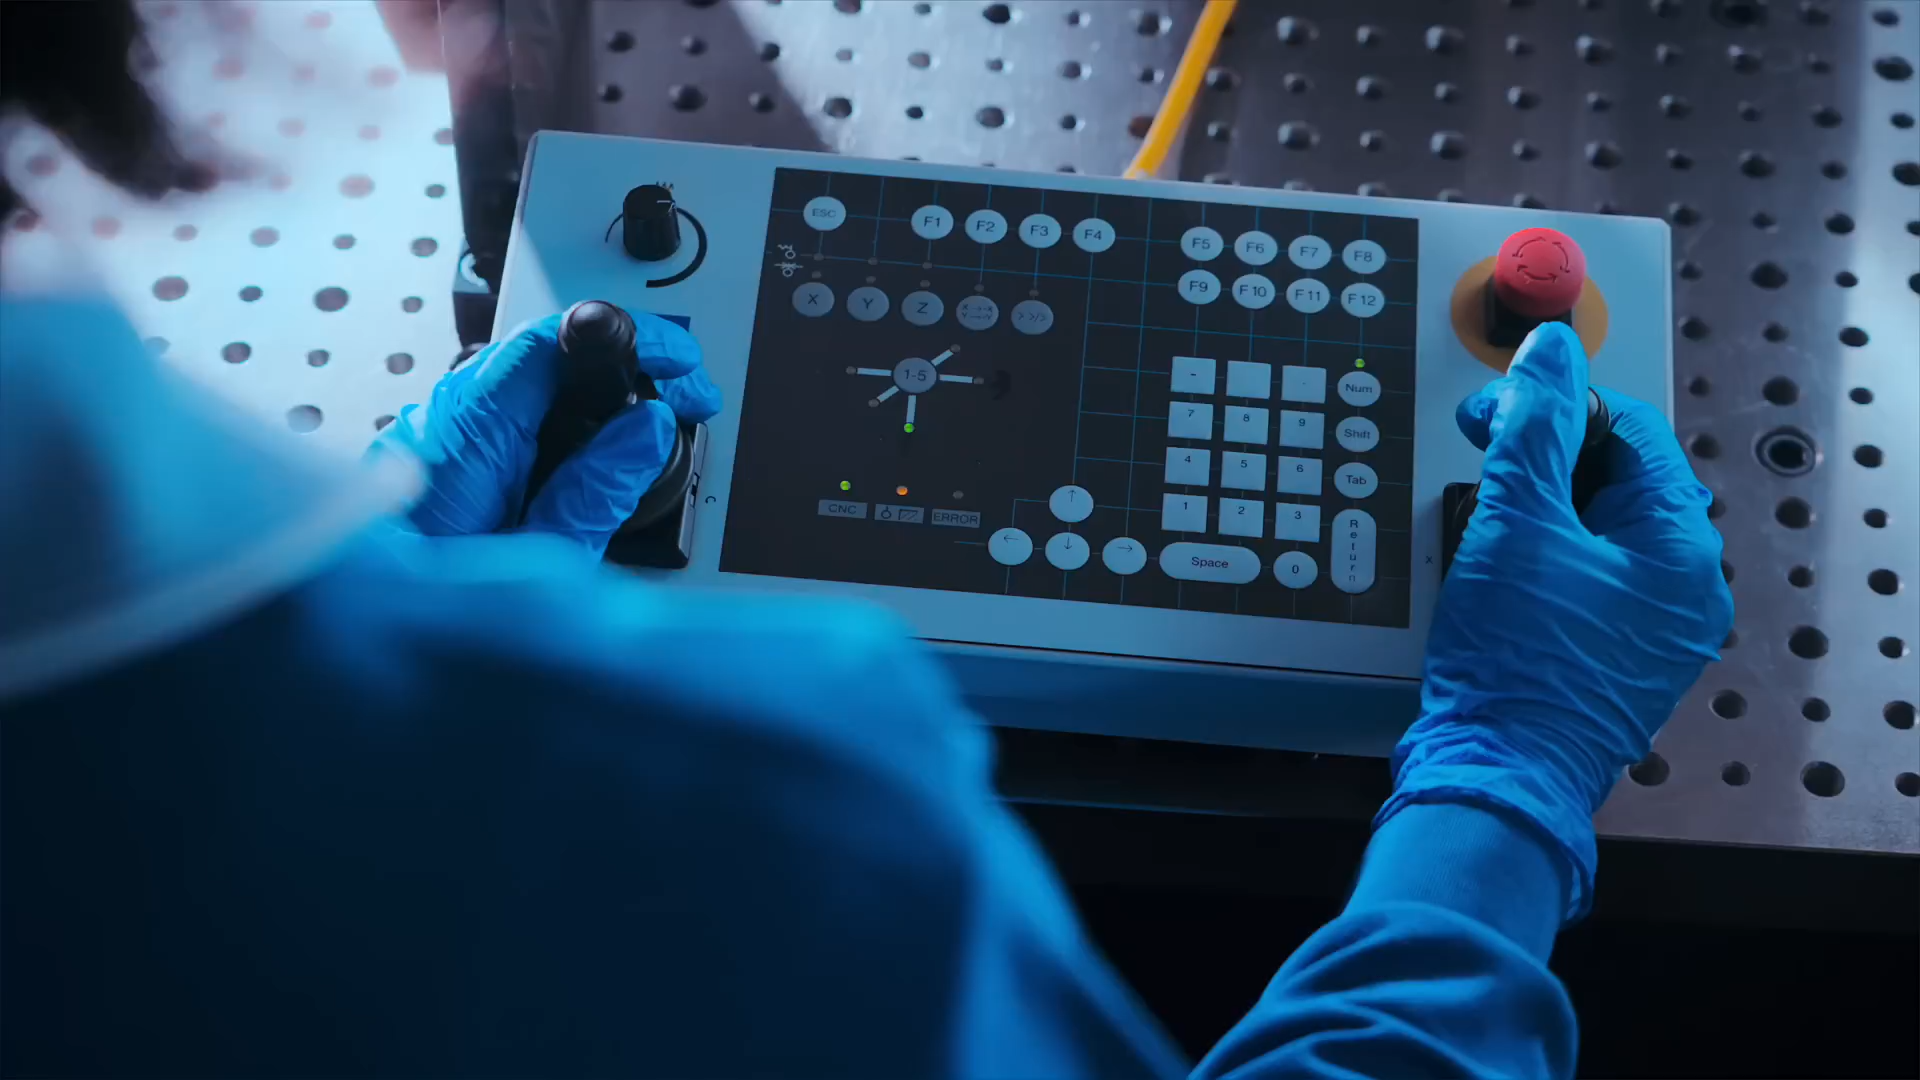 ESC F1 F2 F3 F4 F5 F6 F7 F8
F9 F10 F11 F12
X Y Z
1-5
- . Num
7 8 9 Shift
4 5 6 Tab
1 2 3 Return
CNC ERROR
Space 0
C
X